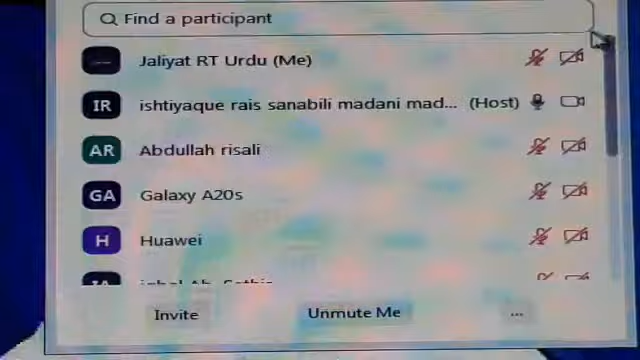 Find a participant
Jaliyat RT Urdu (Me)
IR ishtiyaque rais sanabili madani mad... (Host)
AR Abdullah risali
GA Galaxy A20s
H Huawei
Invite Unmute Me ...